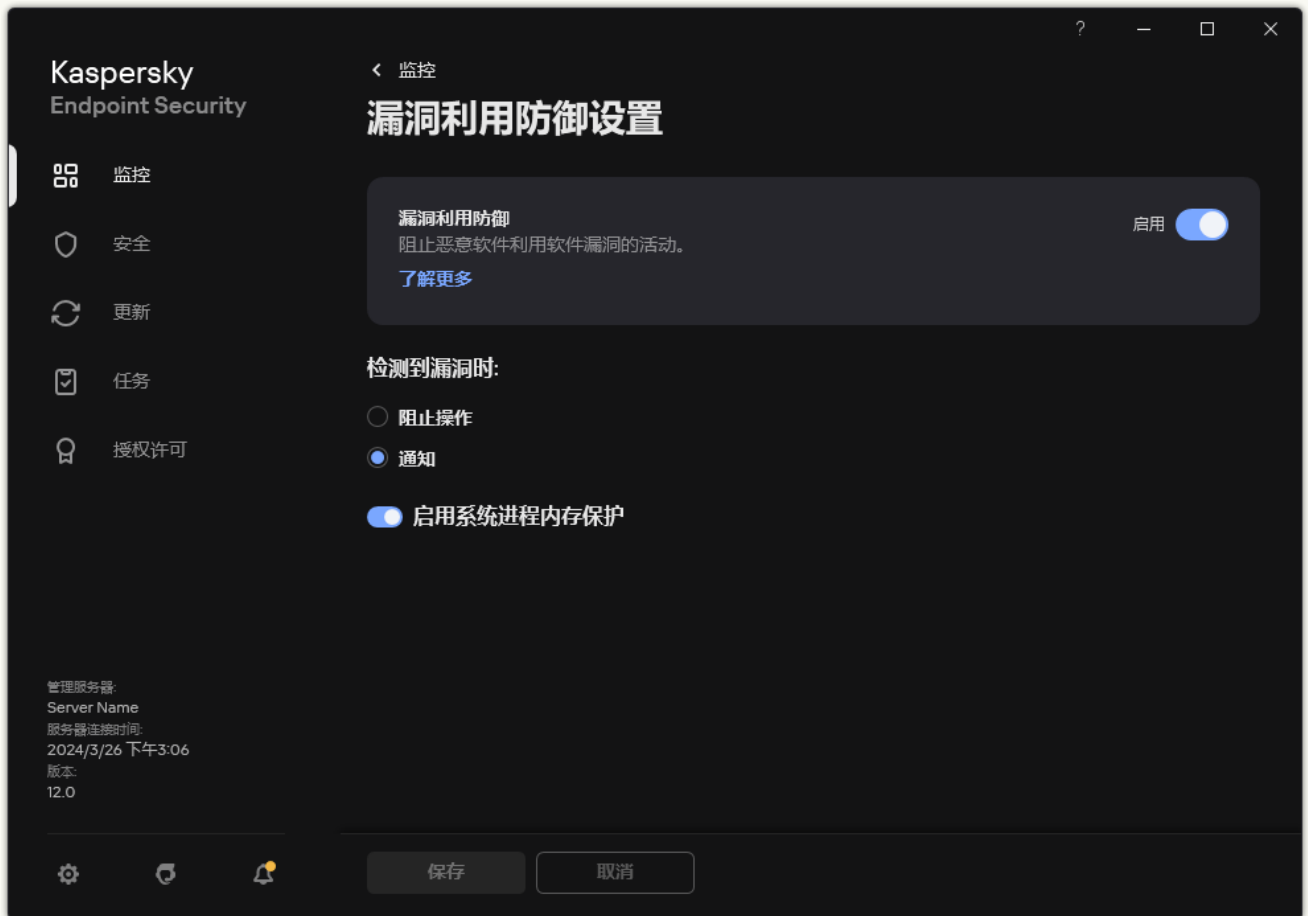 ?
Kaspersky
Endpoint Security
监控
安全
更新
任务
授权许可
管理服务器:
Server Name
服务器连接时间:
2024/3/26 下午3:06
版本:
12.0
监控
漏洞利用防御设置
漏洞利用防御
启用
阻止恶意软件利用软件漏洞的活动。
了解更多
检测到漏洞时:
阻止操作
通知
启用系统进程内存保护
保存
取消